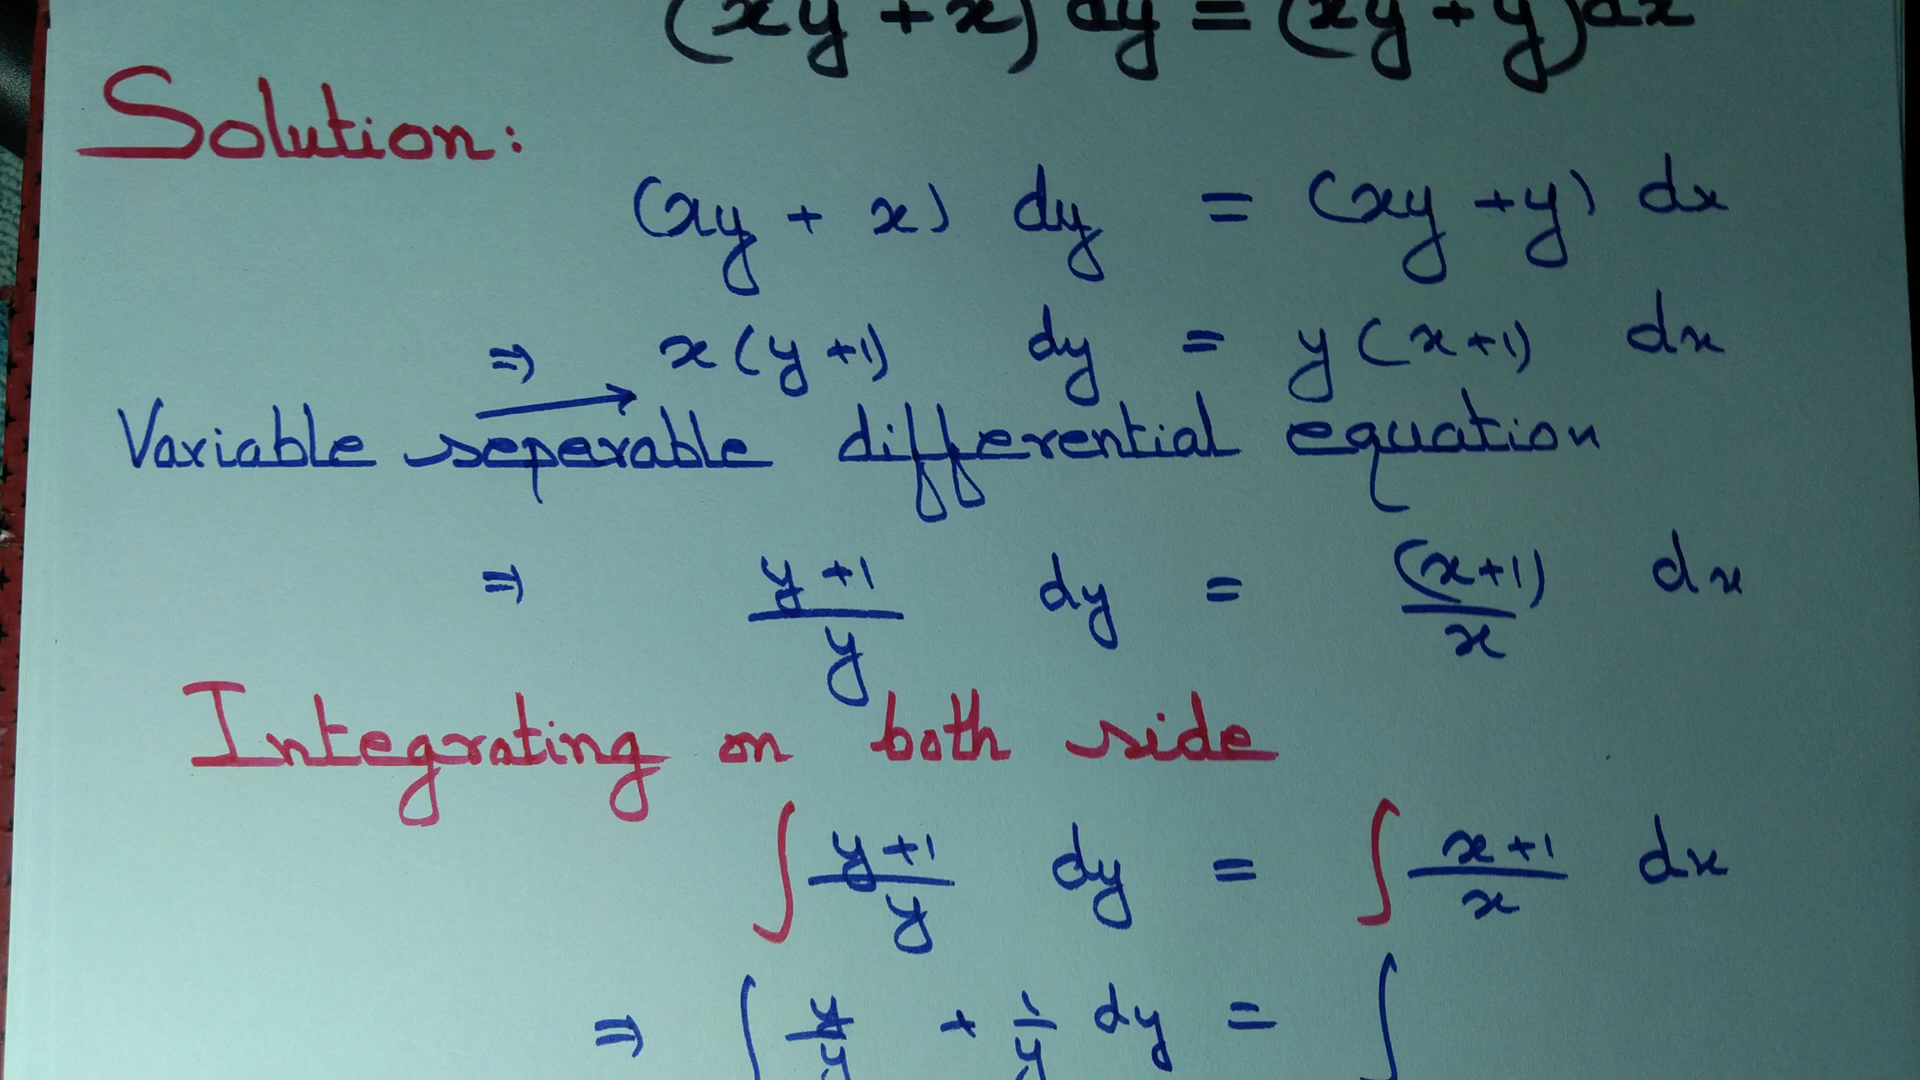 (xy + x) dy = (xy + y) dx
Solution:
(xy + x) dy = (xy + y) dx
⇒ x(y+1) dy = y(x+1) dx
Variable seperable differential equation
⇒ y+1/y dy = (x+1)/x dx
Integrating on both side
∫ y+1/y dy = ∫ x+1/x dx
⇒ ∫ y/y + 1/y dy = ∫